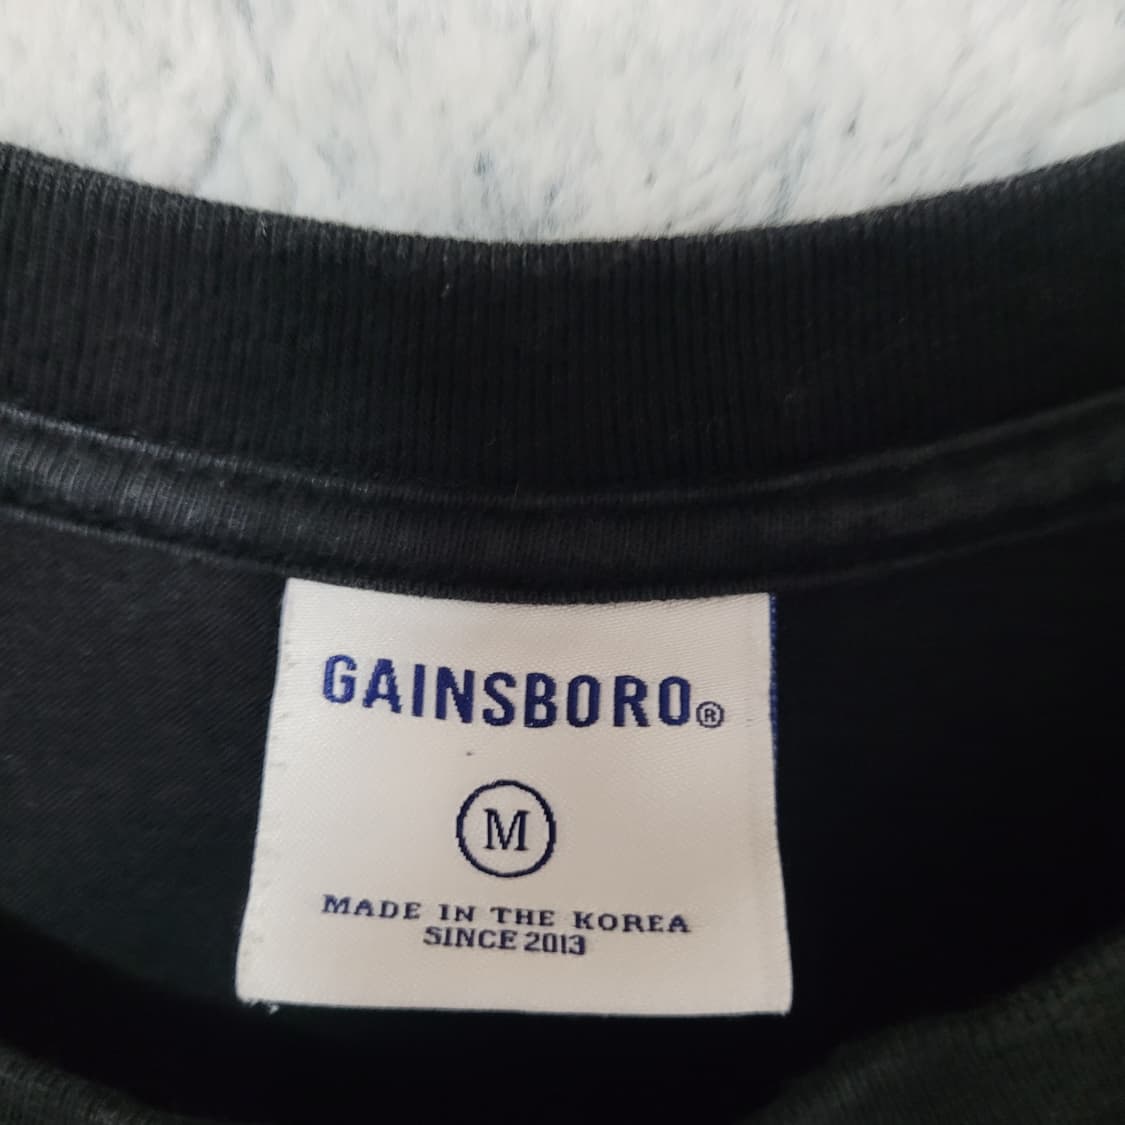 GAINSBORO®
M
MADE IN THE KOREA
SINCE 2013